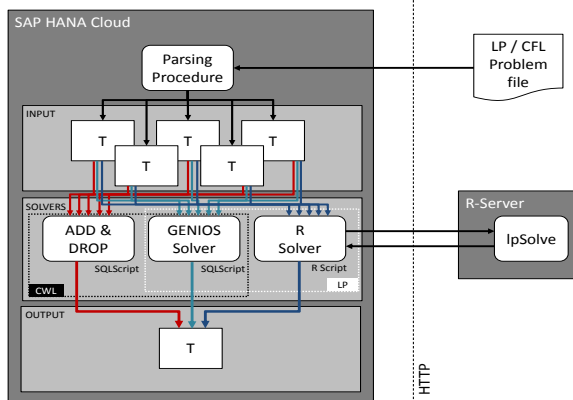 SAP HANA Cloud
Parsing
Procedure
LP / CFL
Problem
file
INPUT
T
T
T
T
T
SOLVERS
R-Server
ADD &
DROP
GENIOS
Solver
R
Solver
lpSolve
SQLScript
SQLScript
R Script
CWL
LP
OUTPUT
T
HTTP